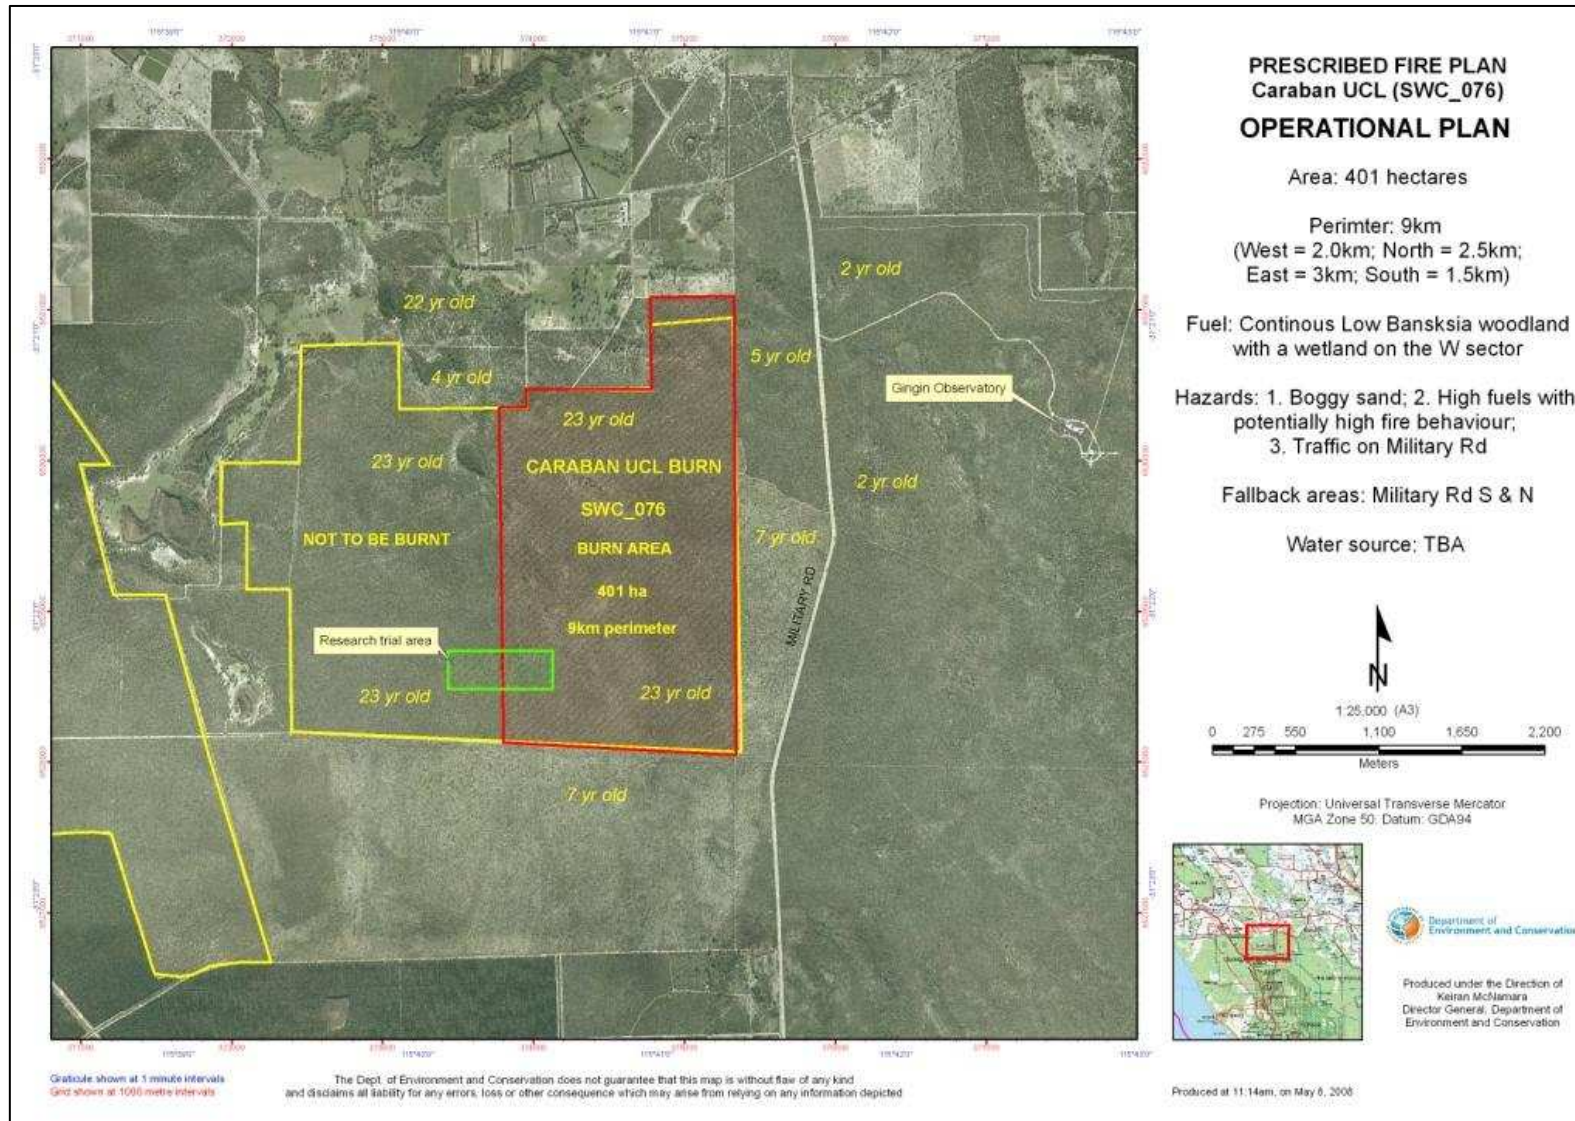 PRESCRIBED FIRE PLAN
Caraban UCL (SWC_076)
OPERATIONAL PLAN
Area: 401 hectares
Perimter: 9km
(West = 2.0km; North = 2.5km;
East = 3km; South = 1.5km)
Fuel: Continous Low Bansksia woodland
with a wetland on the W sector
Hazards: 1. Boggy sand; 2. High fuels with
potentially high fire behaviour;
3. Traffic on Military Rd
Fallback areas: Military Rd S & N
Water source: TBA
N
1:25,000 (A3)
0 275 550 1,100 1,650 2,200
Meters
Projection: Universal Transverse Mercator
MGA Zone 50. Datum: GDA94
Department of
Environment and Conservation
Produced under the Direction of
Keiran McNamara
Director General, Department of
Environment and Conservation
Produced at 11:14am, on May 6, 2008
2 yr old
22 yr old
5 yr old
4 yr old
Gingin Observatory
23 yr old
23 yr old
CARABAN UCL BURN
2 yr old
SWC_076
NOT TO BE BURNT
BURN AREA
7 yr old
401 ha
MILITARY RD
9km perimeter
Research trial area
23 yr old
23 yr old
7 yr old
Graticule shown at 1 minute intervals
Grid shown at 1000 metre intervals
The Dept. of Environment and Conservation does not guarantee that this map is without flaw of any kind
and disclaims all liability for any errors, loss or other consequence which may arise from relying on any information depicted